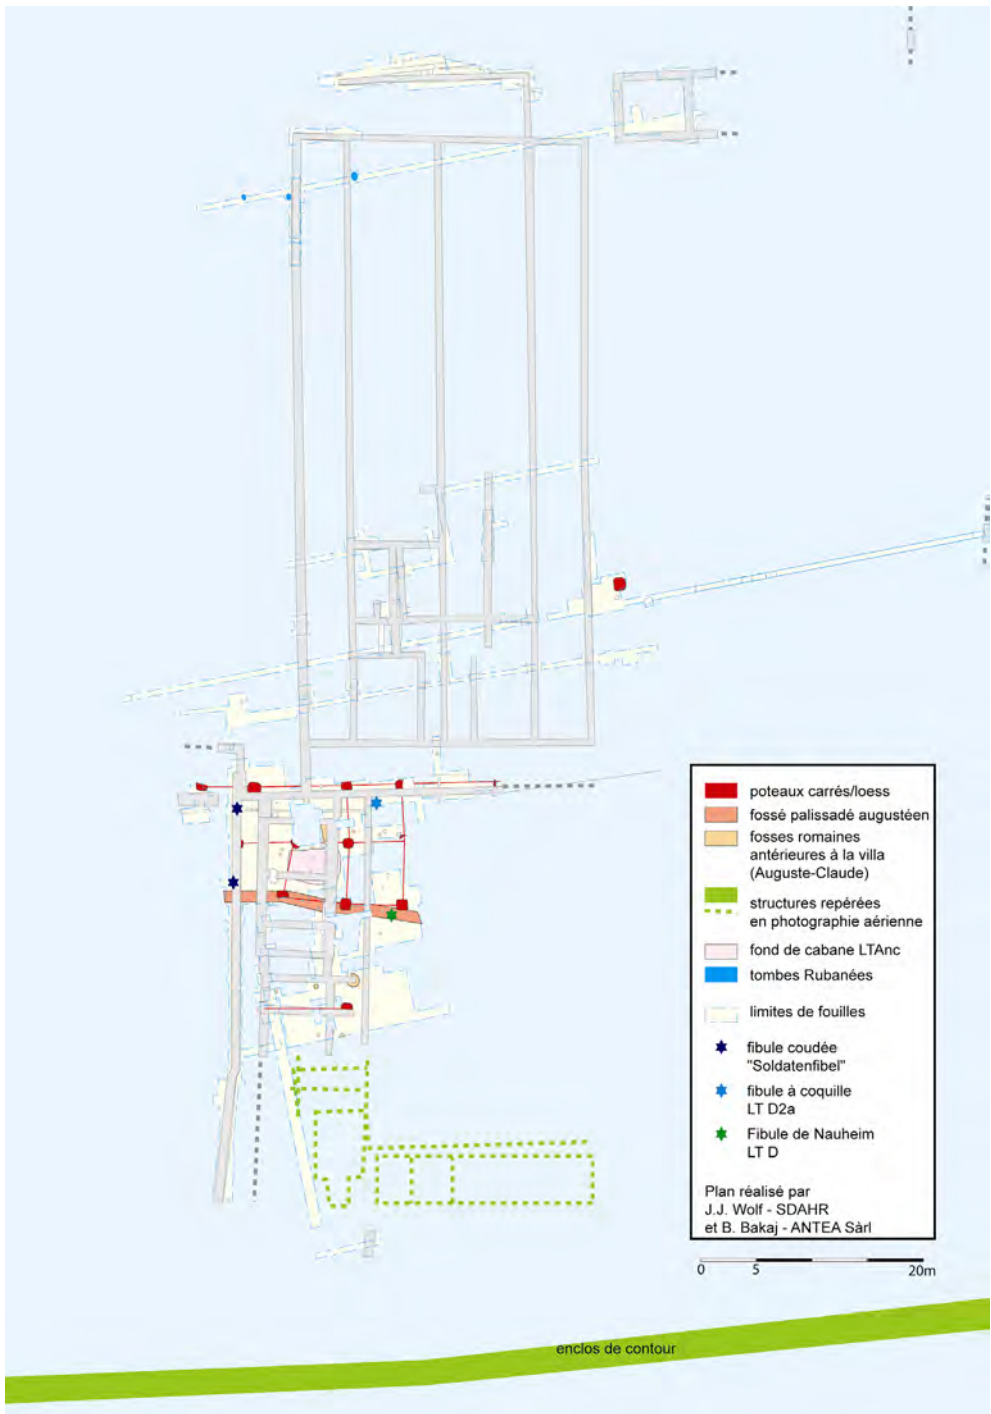 poteaux carrés/loess
fossé palissadé augustéen
fosses romaines
antérieures à la villa
(Auguste-Claude)
structures repérées
en photographie aérienne
fond de cabane LTAnc
tombes Rubanées
limites de fouilles
fibule coudée
"Soldatenfibel"
fibule à coquille
LT D2a
Fibule de Nauheim
LT D
Plan réalisé par
J.J. Wolf - SDAHR
et B. Bakaj - ANTEA Sàrl
0 5 20m
enclos de contour